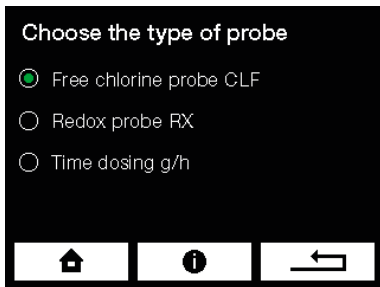 Choose the type of probe
Free chlorine probe CLF
Redox probe RX
Time dosing g/h